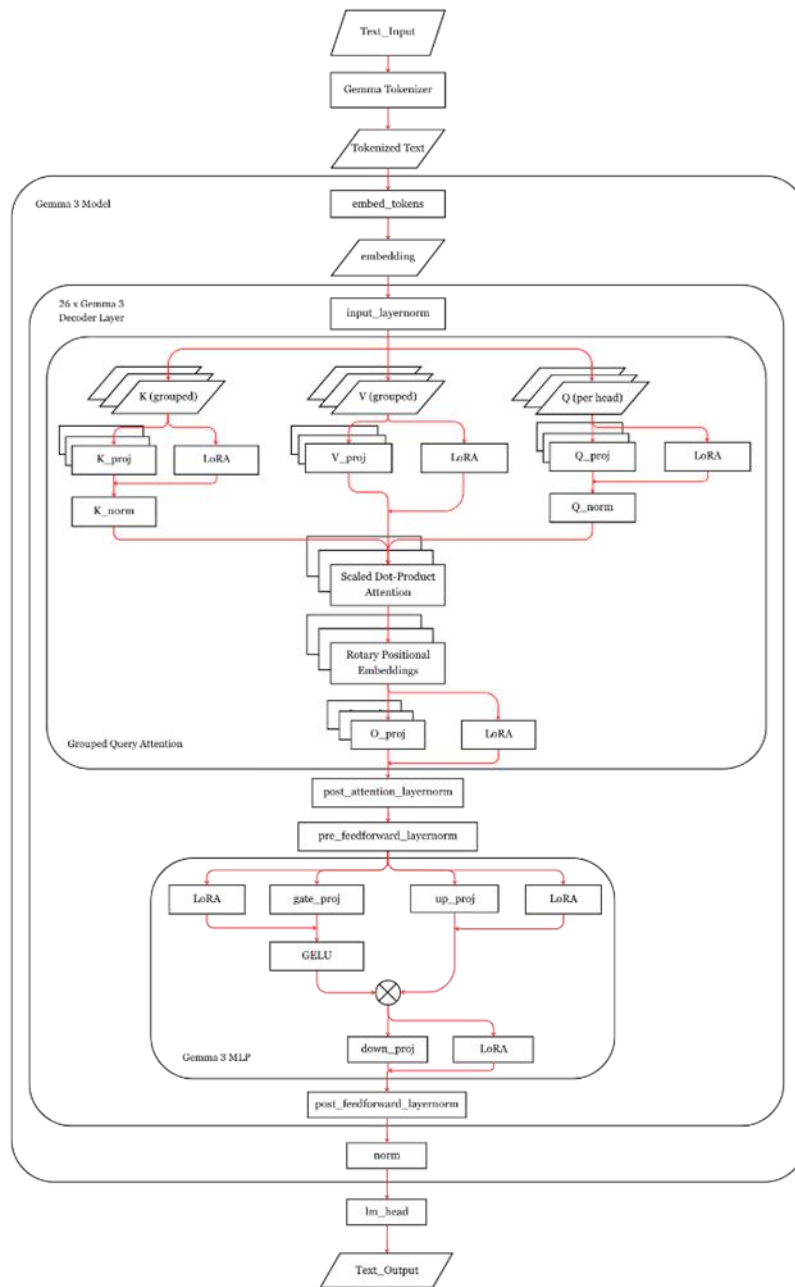 Text_Input
Gemma Tokenizer
Tokenized Text
Gemma 3 Model
embed_tokens
embedding
26 x Gemma 3
Decoder Layer
input_layernorm
K (grouped)
V (grouped)
Q (per head)
K_proj
LoRA
V_proj
LoRA
Q_proj
LoRA
K_norm
Q_norm
Scaled Dot-Product
Attention
Rotary Positional
Embeddings
O_proj
LoRA
Grouped Query Attention
post_attention_layernorm
pre_feedforward_layernorm
LoRA
gate_proj
up_proj
LoRA
GELU
down_proj
LoRA
Gemma 3 MLP
post_feedforward_layernorm
norm
lm_head
Text_Output